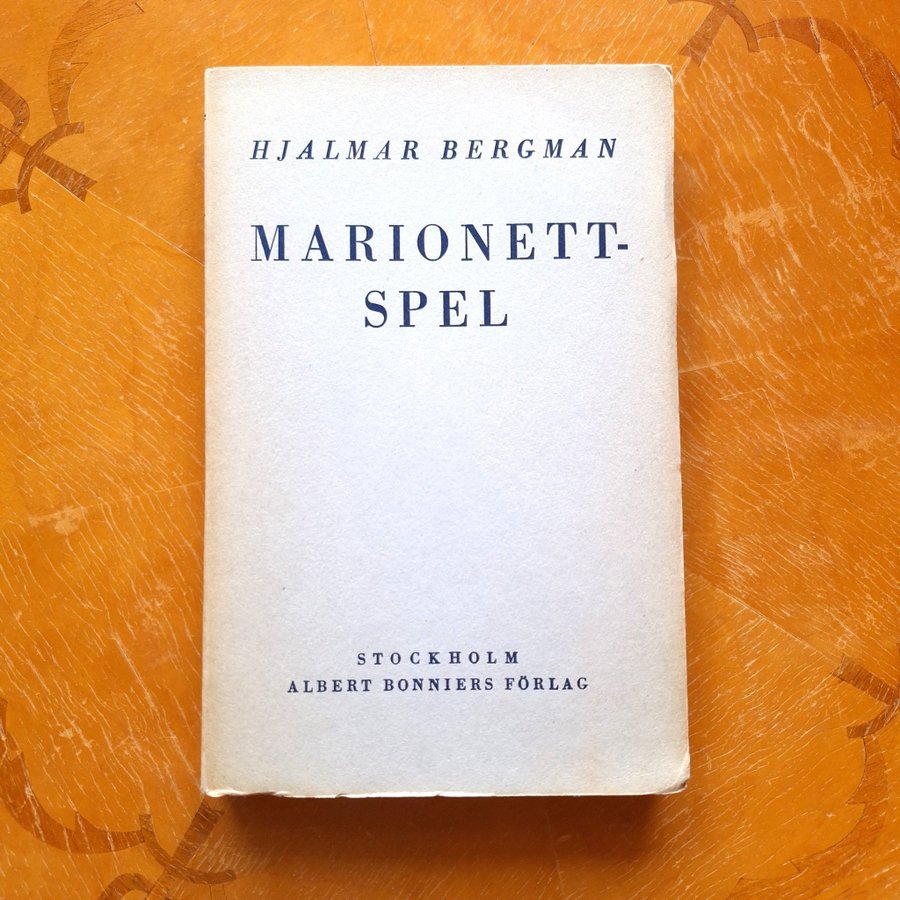 HJALMAR BERGMAN
MARIONETT-
SPEL
STOCKHOLM
ALBERT BONNIERS FÖRLAG